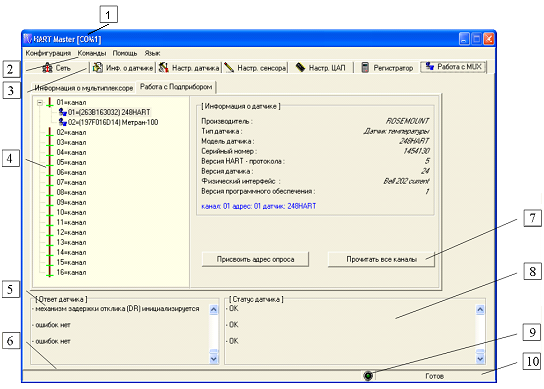 1
HART Master [COM1]
Конфигурация Команды Помощь Язык
2
Сеть Инф. о датчике Настр. датчика Настр. сенсора Настр. ЦАП Регистратор Работа с MUX
3
Информация о мультиплексоре Работа с Подприбором
01=канал
01=(263B163032) 248HART
02=(197F016D14) Метран-100
02=канал
03=канал
04=канал
05=канал
06=канал
07=канал
08=канал
09=канал
10=канал
11=канал
12=канал
13=канал
14=канал
15=канал
16=канал
4
[ Информация о датчике ]
Производитель : ROSEMOUNT
Тип датчика : Датчик температуры
Модель датчика : 248HART
Серийный номер : 1454130
Версия HART - протокола : 5
Версия датчика : 24
Физический интерфейс : Bell 202 current
Версия программного обеспечения : 1
канал: 01 адрес: 01 датчик: 248HART
7
Присвоить адрес опроса Прочитать все каналы
8
5
[ Ответ датчика ]
- механизм задержки отклика (DR) инициализируется
- ошибок нет
- ошибок нет
[ Статус датчика ]
- OK
- OK
- OK
6
9
10
Готов